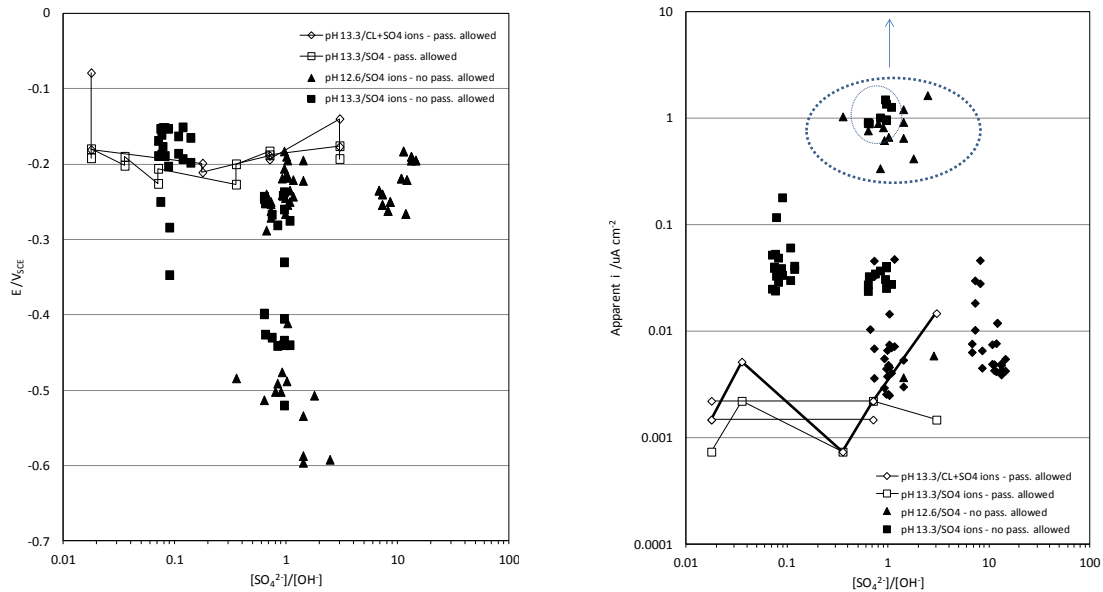 0
-0.1
-0.2
-0.3
-0.4
-0.5
-0.6
-0.7
E /V_SCE
0.01 0.1 1 10 100
[SO₄²⁻]/[OH⁻]
pH 13.3/CL+SO4 ions - pass. allowed
pH 13.3/SO4 - pass. allowed
pH 12.6/SO4 ions - no pass. allowed
pH 13.3/SO4 ions - no pass. allowed
10
1
0.1
0.01
0.001
0.0001
Apparent i /uA cm⁻²
0.01 0.1 1 10 100
[SO₄²⁻]/[OH⁻]
pH 13.3/CL+SO4 ions - pass. allowed
pH 13.3/SO4 ions - pass. allowed
pH 12.6/SO4 - no pass. allowed
pH 13.3/SO4 ions - no pass. allowed